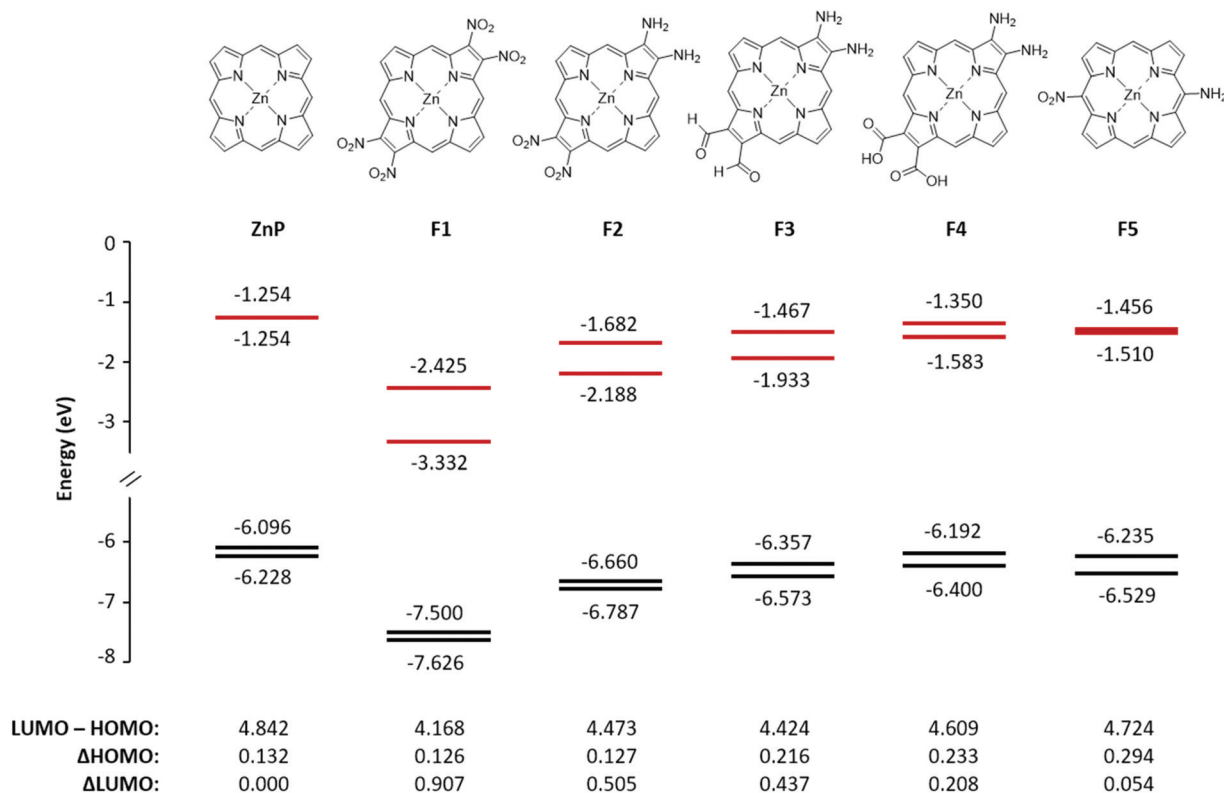 NO₂
NO₂
N
N
Zn
N
N
O₂N
O₂N
NH₂
NH₂
N
N
Zn
N
N
O₂N
O₂N
NH₂
NH₂
N
N
Zn
N
N
H
O
H
O
NH₂
NH₂
N
N
Zn
N
N
O
HO
O
OH
N
N
Zn
N
N
O₂N
NH₂
N
N
Zn
N
N
ZnP F1 F2 F3 F4 F5
Energy (eV)
0
-1
-2
-3
-6
-7
-8
-1.254
-1.254
-6.096
-6.228
-2.425
-3.332
-7.500
-7.626
-1.682
-2.188
-6.660
-6.787
-1.467
-1.933
-6.357
-6.573
-1.350
-1.583
-6.192
-6.400
-1.456
-1.510
-6.235
-6.529
LUMO – HOMO: 4.842 4.168 4.473 4.424 4.609 4.724
ΔHOMO: 0.132 0.126 0.127 0.216 0.233 0.294
ΔLUMO: 0.000 0.907 0.505 0.437 0.208 0.054